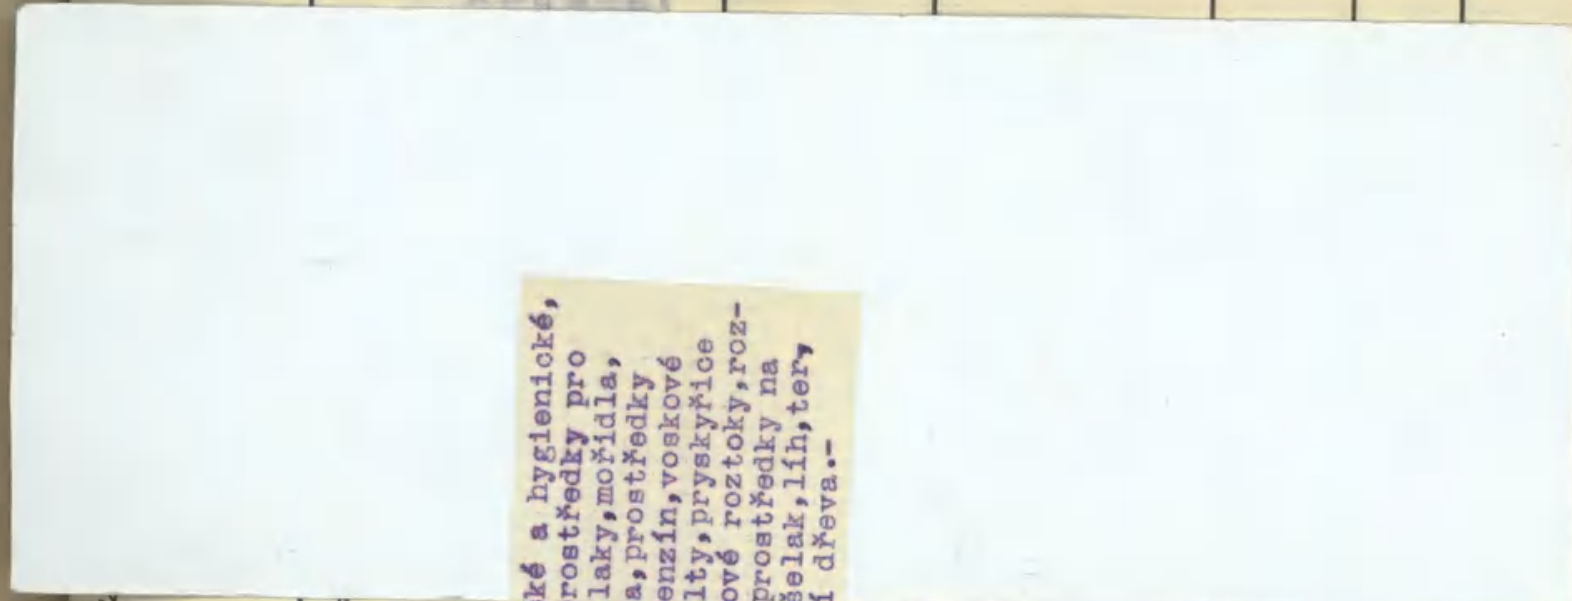 ké a hygienické,
rostředky pro
laky,mořidla,
a,prostředky
enzín,voskové
lty,pryskyřice
ové roztoky,roz-
prostředky na
šelak,líh,ter,
í dřeva.-